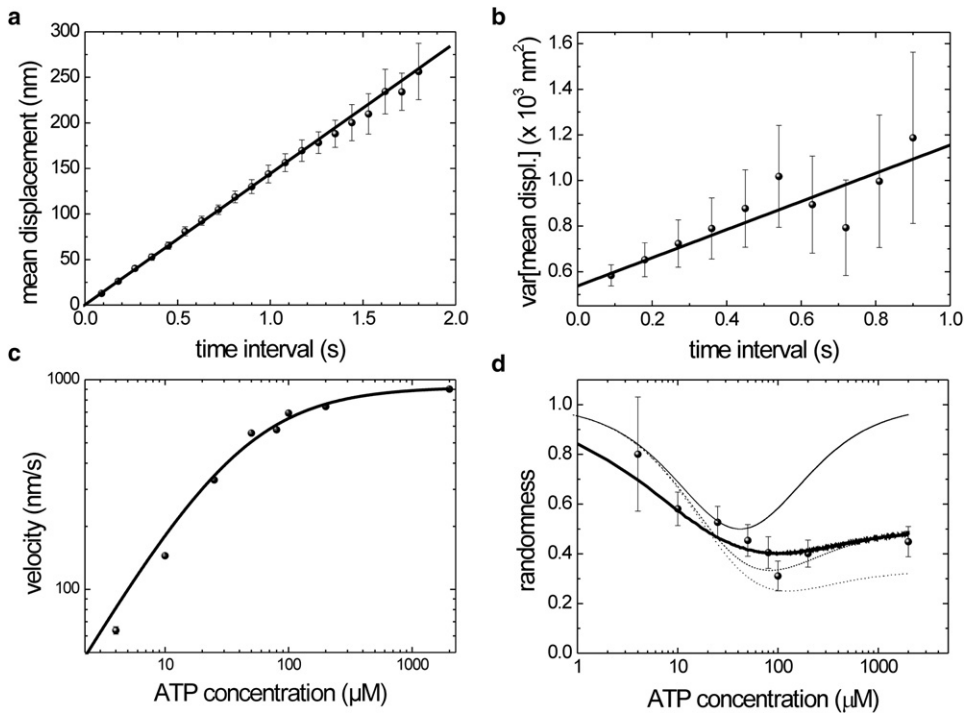 a
mean displacement (nm)
300
250
200
150
100
50
0
0.0 0.5 1.0 1.5 2.0
time interval (s)
b
var[mean displ.] (x 10³ nm²)
1.6
1.4
1.2
1.0
0.8
0.6
0.0 0.2 0.4 0.6 0.8 1.0
time interval (s)
c
velocity (nm/s)
1000
100
10 100 1000
ATP concentration (µM)
d
randomness
1.0
0.8
0.6
0.4
0.2
0.0
1 10 100 1000
ATP concentration (µM)